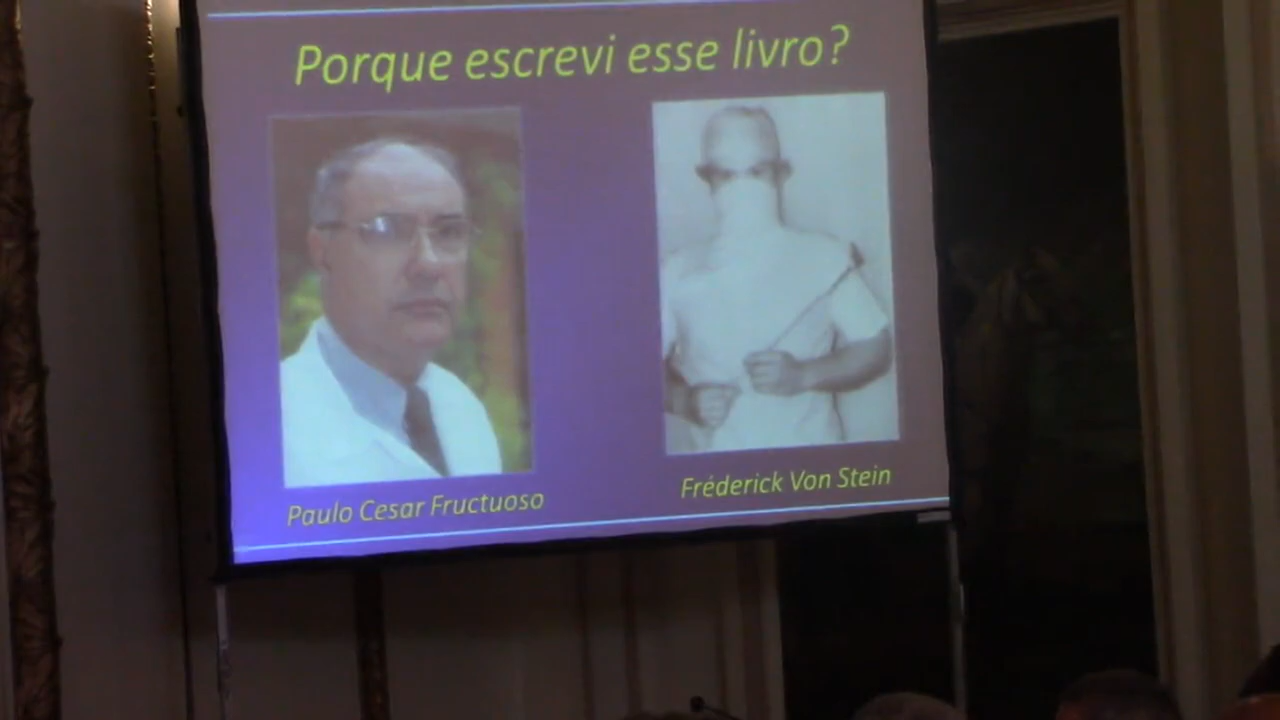 Porque escrevi esse livro?
Paulo Cesar Fructuoso
Fréderick Von Stein